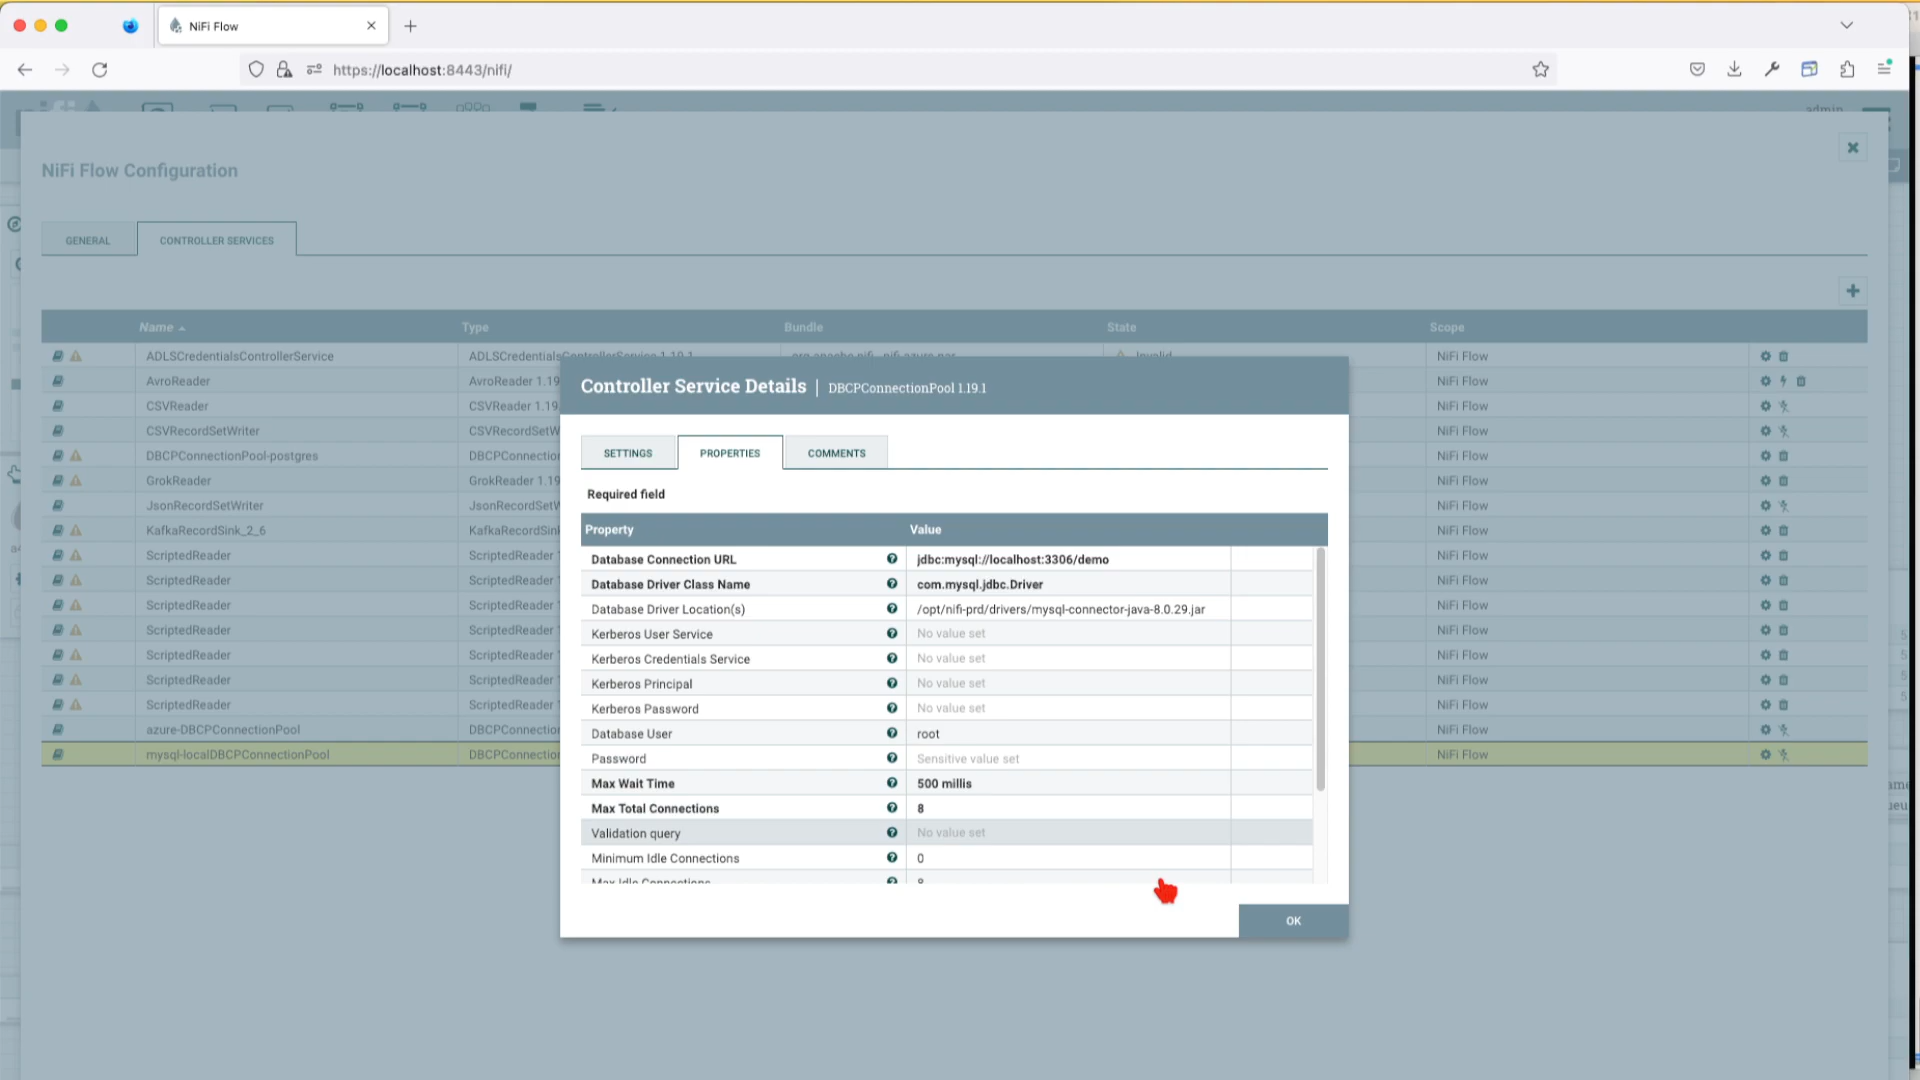 NiFi Flow
https://localhost:8443/nifi/
admin
NiFi Flow Configuration
GENERAL
CONTROLLER SERVICES
Name
Type
Bundle
State
Scope
ADLSCredentialsControllerService
ADLSCredentialsControllerService 1.19.1
org.apache.nifi - nifi-azure-nar
Invalid
NiFi Flow
AvroReader
AvroReader 1.19
NiFi Flow
CSVReader
CSVReader 1.19.
NiFi Flow
CSVRecordSetWriter
CSVRecordSetW
NiFi Flow
DBCPConnectionPool-postgres
DBCPConnection
NiFi Flow
GrokReader
GrokReader 1.19
NiFi Flow
JsonRecordSetWriter
JsonRecordSetW
NiFi Flow
KafkaRecordSink_2_6
KafkaRecordSink
NiFi Flow
ScriptedReader
ScriptedReader
NiFi Flow
ScriptedReader
ScriptedReader
NiFi Flow
ScriptedReader
ScriptedReader
NiFi Flow
ScriptedReader
ScriptedReader
NiFi Flow
ScriptedReader
ScriptedReader
NiFi Flow
ScriptedReader
ScriptedReader
NiFi Flow
ScriptedReader
ScriptedReader
NiFi Flow
azure-DBCPConnectionPool
DBCPConnection
NiFi Flow
mysql-localDBCPConnectionPool
DBCPConnection
NiFi Flow
Controller Service Details | DBCPConnectionPool 1.19.1
SETTINGS
PROPERTIES
COMMENTS
Required field
Property
Value
Database Connection URL
jdbc:mysql://localhost:3306/demo
Database Driver Class Name
com.mysql.jdbc.Driver
Database Driver Location(s)
/opt/nifi-prd/drivers/mysql-connector-java-8.0.29.jar
Kerberos User Service
No value set
Kerberos Credentials Service
No value set
Kerberos Principal
No value set
Kerberos Password
No value set
Database User
root
Password
Sensitive value set
Max Wait Time
500 millis
Max Total Connections
8
Validation query
No value set
Minimum Idle Connections
0
Max Idle Connections
8
OK